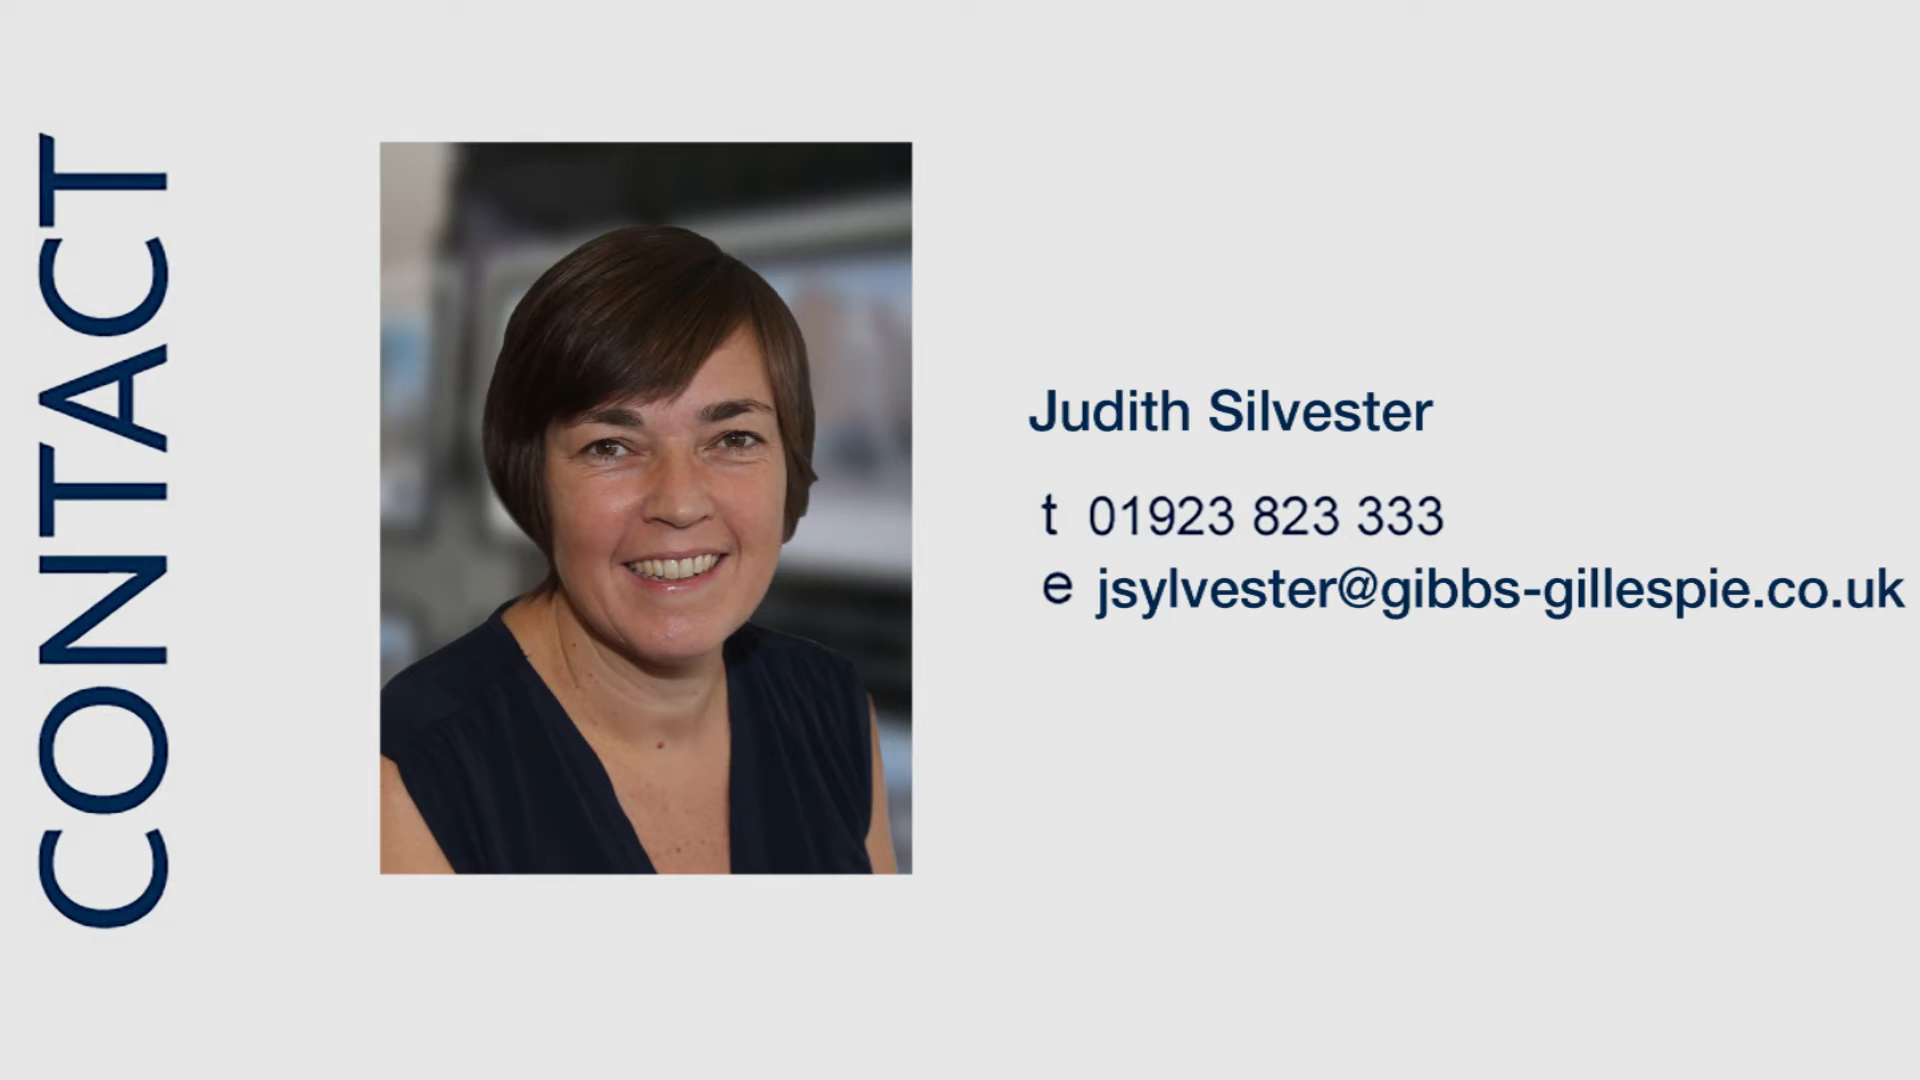 CONTACT
Judith Silvester
t 01923 823 333
e jsylvester@gibbs-gillespie.co.uk